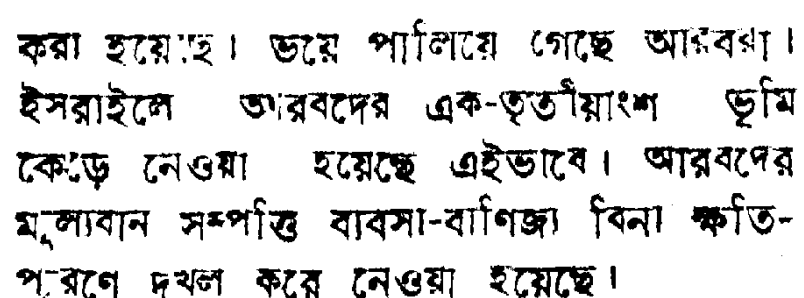 করা হয়েছে। ভয়ে পালিয়ে গেছে আরবরা।
ইসরাইলে আরবদের এক-তৃতীয়াংশ ভূমি
কেড়ে নেওয়া হয়েছে এইভাবে। আরবদের
মূল্যবান সম্পত্তি ব্যবসা-বাণিজ্য বিনা ক্ষতি-
পূরণে দখল করে নেওয়া হয়েছে।